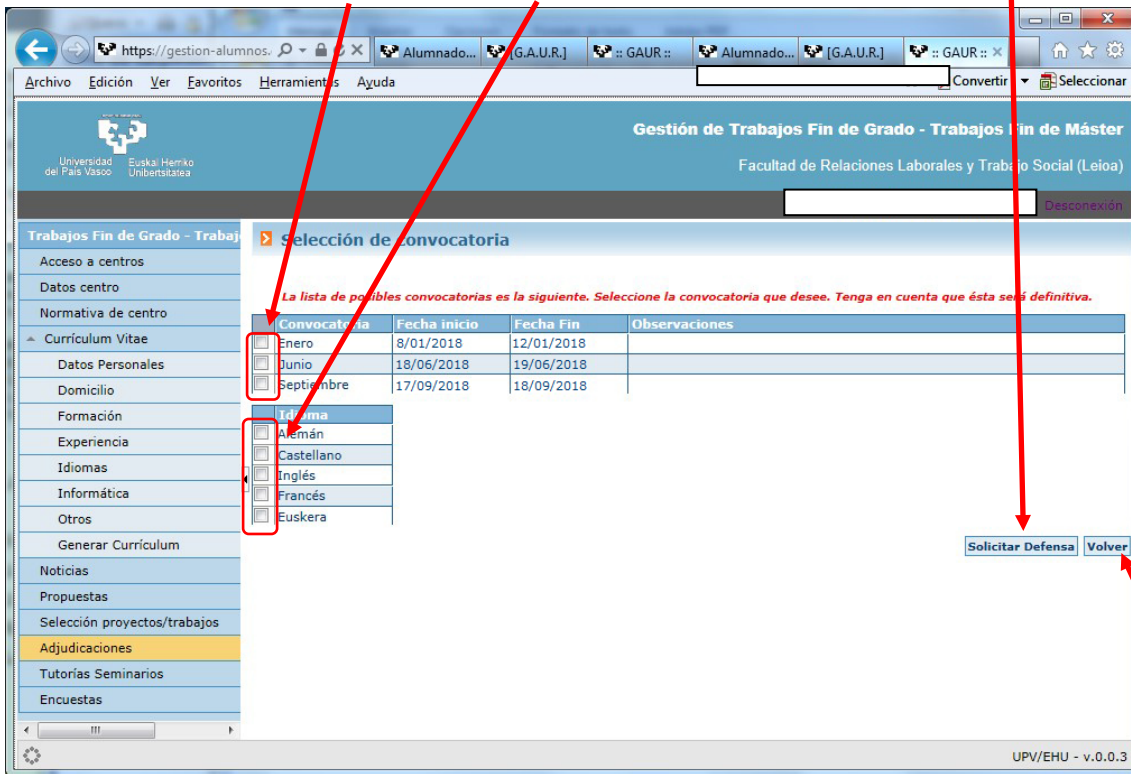 https://gestion-alumnos.
Alumnado...
[G.A.U.R.]
:: GAUR ::
Alumnado...
[G.A.U.R.]
:: GAUR ::
Archivo Edición Ver Favoritos Herramientas Ayuda
Convertir
Seleccionar
Universidad del País Vasco
Euskal Herriko Unibertsitatea
Gestión de Trabajos Fin de Grado - Trabajos Fin de Máster
Facultad de Relaciones Laborales y Trabajo Social (Leioa)
Desconexión
Trabajos Fin de Grado - Trabaj
Acceso a centros
Datos centro
Normativa de centro
Currículum Vitae
Datos Personales
Domicilio
Formación
Experiencia
Idiomas
Informática
Otros
Generar Currículum
Noticias
Propuestas
Selección proyectos/trabajos
Adjudicaciones
Tutorías Seminarios
Encuestas
Selección de convocatoria
La lista de posibles convocatorias es la siguiente. Seleccione la convocatoria que desee. Tenga en cuenta que ésta será definitiva.
Convocatoria Fecha inicio Fecha Fin Observaciones
Enero 8/01/2018 12/01/2018
Junio 18/06/2018 19/06/2018
Septiembre 17/09/2018 18/09/2018
Idioma
Alemán
Castellano
Inglés
Francés
Euskera
Solicitar Defensa Volver
UPV/EHU - v.0.0.3